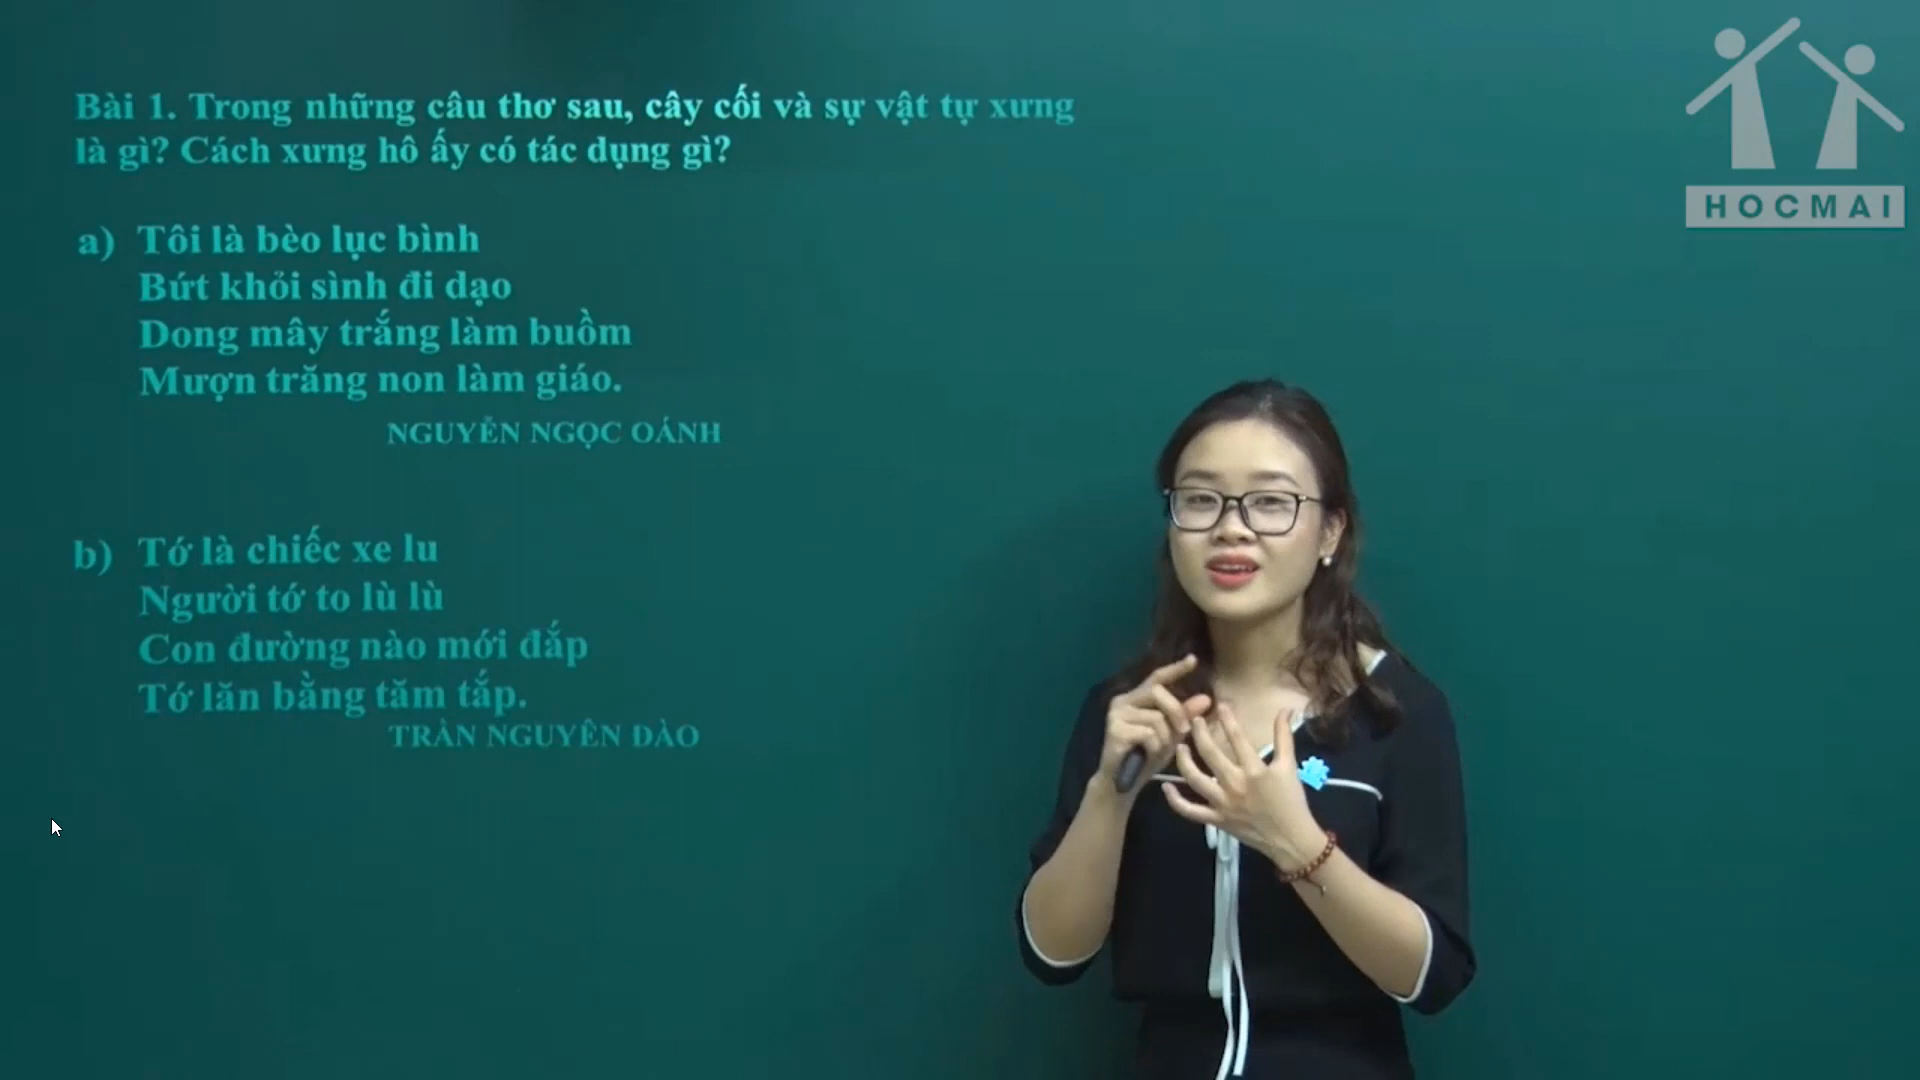 Bài 1. Trong những câu thơ sau, cây cối và sự vật tự xưng
là gì? Cách xưng hô ấy có tác dụng gì?
a) Tôi là bèo lục bình
Bứt khỏi sình đi dạo
Dong mây trắng làm buồm
Mượn trăng non làm giáo.
NGUYỄN NGỌC OÁNH
b) Tớ là chiếc xe lu
Người tớ to lù lù
Con đường nào mới đắp
Tớ lăn bằng tăm tắp.
TRẦN NGUYÊN ĐÀO
HOCMAI